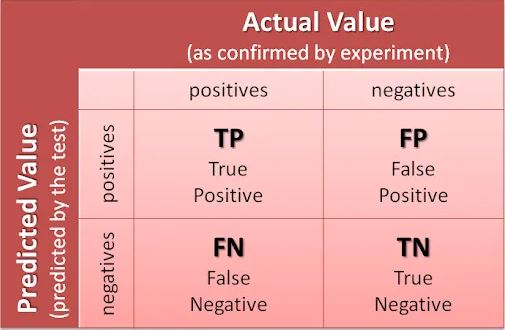 Actual Value
(as confirmed by experiment)
positives
negatives
Predicted Value
(predicted by the test)
positives
TP
True
Positive
FP
False
Positive
negatives
FN
False
Negative
TN
True
Negative